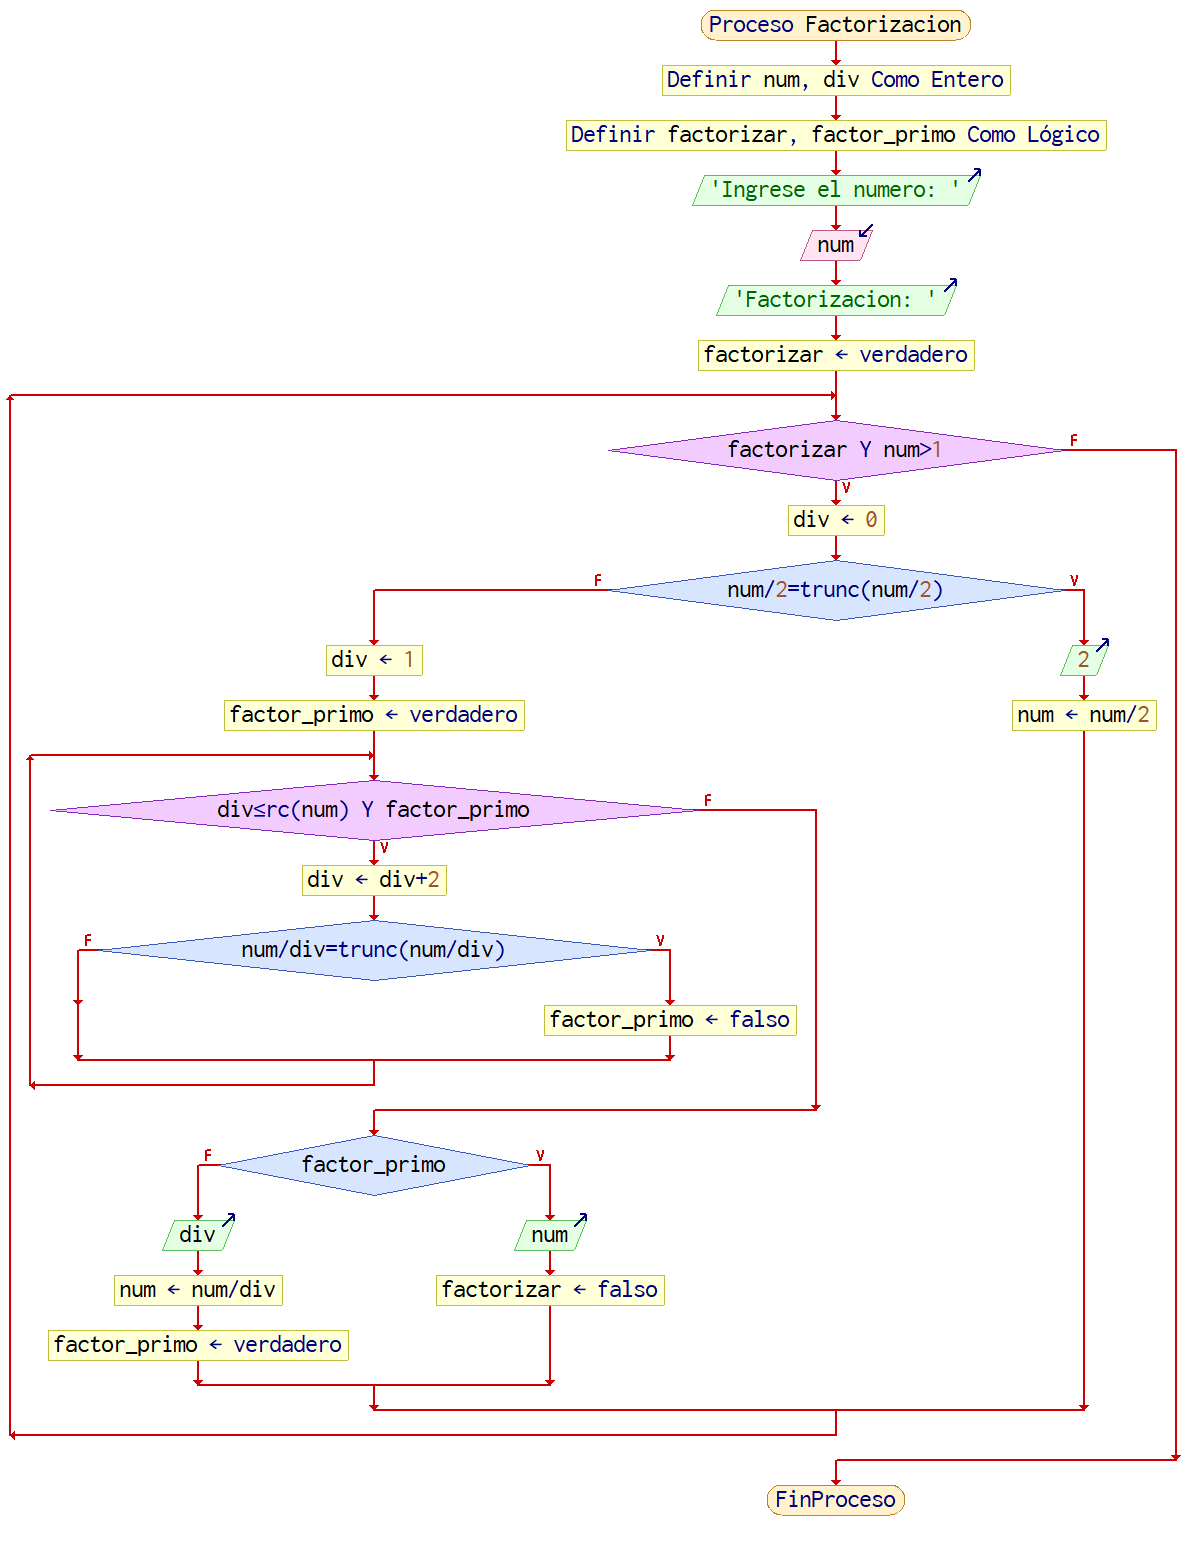 Proceso Factorizacion
Definir num, div Como Entero
Definir factorizar, factor_primo Como Lógico
'Ingrese el numero: '
num
'Factorizacion: '
factorizar ← verdadero
factorizar Y num>1
F
V
div ← 0
num/2=trunc(num/2)
F
V
div ← 1
2
factor_primo ← verdadero
num ← num/2
div≤rc(num) Y factor_primo
F
V
div ← div+2
num/div=trunc(num/div)
F
V
factor_primo ← falso
factor_primo
F
V
div
num
num ← num/div
factorizar ← falso
factor_primo ← verdadero
FinProceso